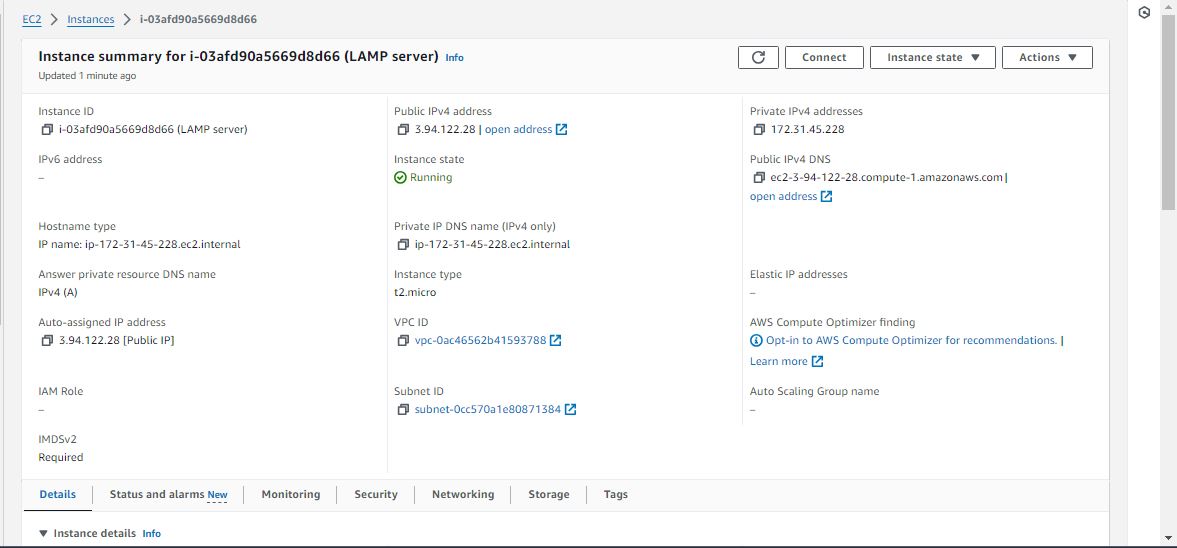 EC2 > Instances > i-03afd90a5669d8d66
Instance summary for i-03afd90a5669d8d66 (LAMP server) Info
Updated 1 minute ago
Connect
Instance state
Actions
Instance ID
i-03afd90a5669d8d66 (LAMP server)
Public IPv4 address
3.94.122.28 | open address
Private IPv4 addresses
172.31.45.228
IPv6 address
–
Instance state
Running
Public IPv4 DNS
ec2-3-94-122-28.compute-1.amazonaws.com |
open address
Hostname type
IP name: ip-172-31-45-228.ec2.internal
Private IP DNS name (IPv4 only)
ip-172-31-45-228.ec2.internal
Answer private resource DNS name
IPv4 (A)
Instance type
t2.micro
Elastic IP addresses
–
Auto-assigned IP address
3.94.122.28 [Public IP]
VPC ID
vpc-0ac46562b41593788
AWS Compute Optimizer finding
Opt-in to AWS Compute Optimizer for recommendations. |
Learn more
IAM Role
–
Subnet ID
subnet-0cc570a1e80871384
Auto Scaling Group name
–
IMDSv2
Required
Details
Status and alarms New
Monitoring
Security
Networking
Storage
Tags
Instance details Info